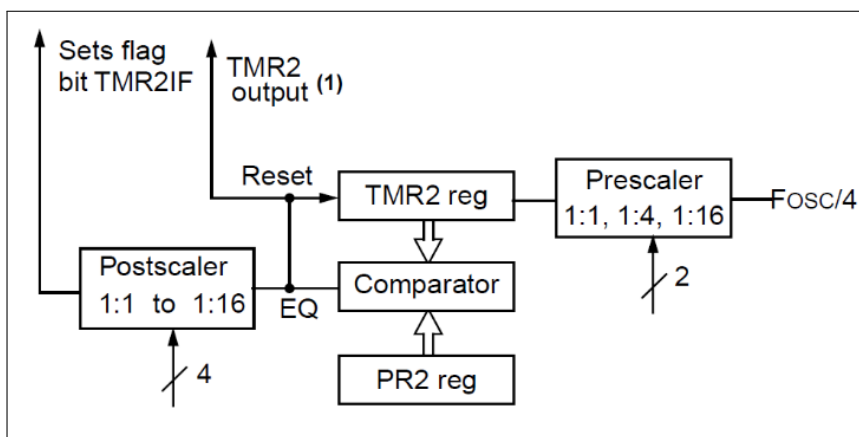 Sets flag
bit TMR2IF
TMR2
output (1)
Reset
TMR2 reg
Prescaler
1:1, 1:4, 1:16
FOSC/4
2
Postscaler
1:1 to 1:16
EQ
Comparator
4
PR2 reg